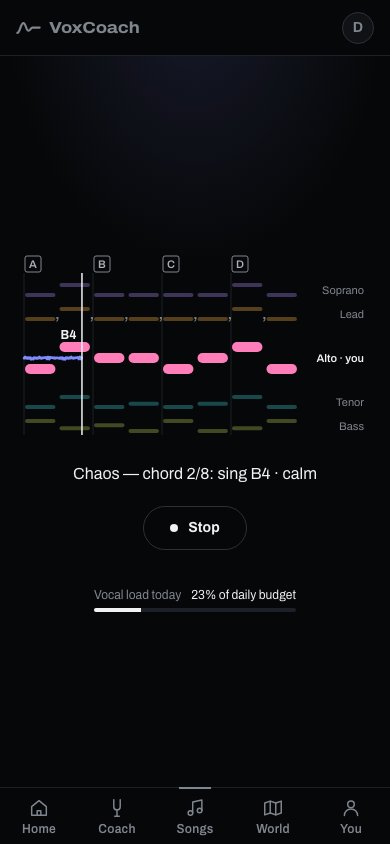 VoxCoach
D
A
B
C
D
Soprano
Lead
B4
Alto · you
Tenor
Bass
Chaos — chord 2/8: sing B4 · calm
Stop
Vocal load today 23% of daily budget
Home Coach Songs World You